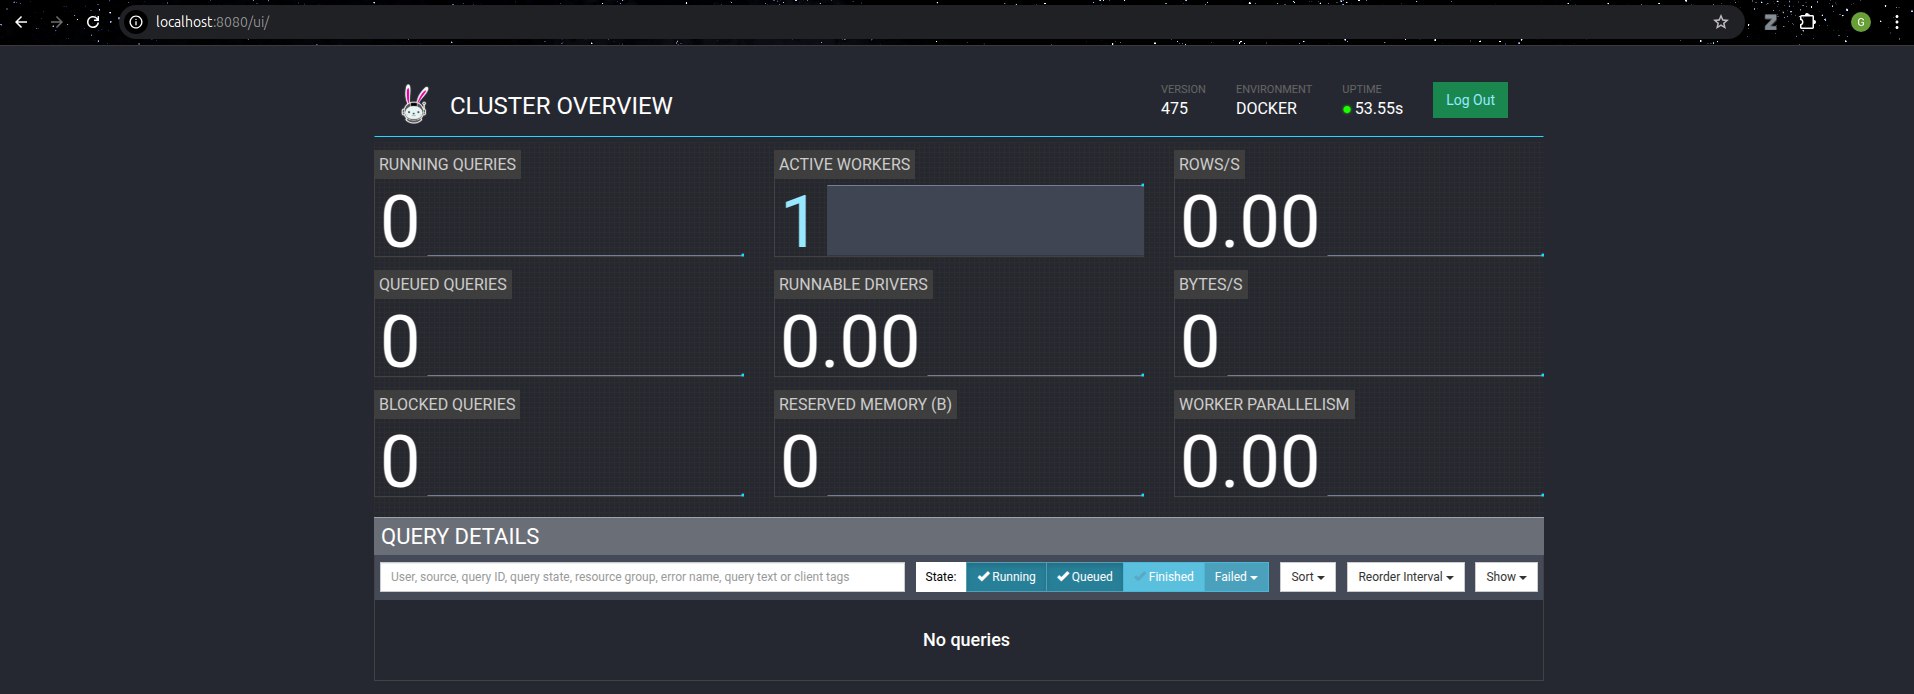 localhost:8080/ui/
G
CLUSTER OVERVIEW
VERSION
475
ENVIRONMENT
DOCKER
UPTIME
53.55s
Log Out
RUNNING QUERIES
0
ACTIVE WORKERS
1
ROWS/S
0.00
QUEUED QUERIES
0
RUNNABLE DRIVERS
0.00
BYTES/S
0
BLOCKED QUERIES
0
RESERVED MEMORY (B)
0
WORKER PARALLELISM
0.00
QUERY DETAILS
User, source, query ID, query state, resource group, error name, query text or client tags
State:
Running
Queued
Finished
Failed
Sort
Reorder Interval
Show
No queries